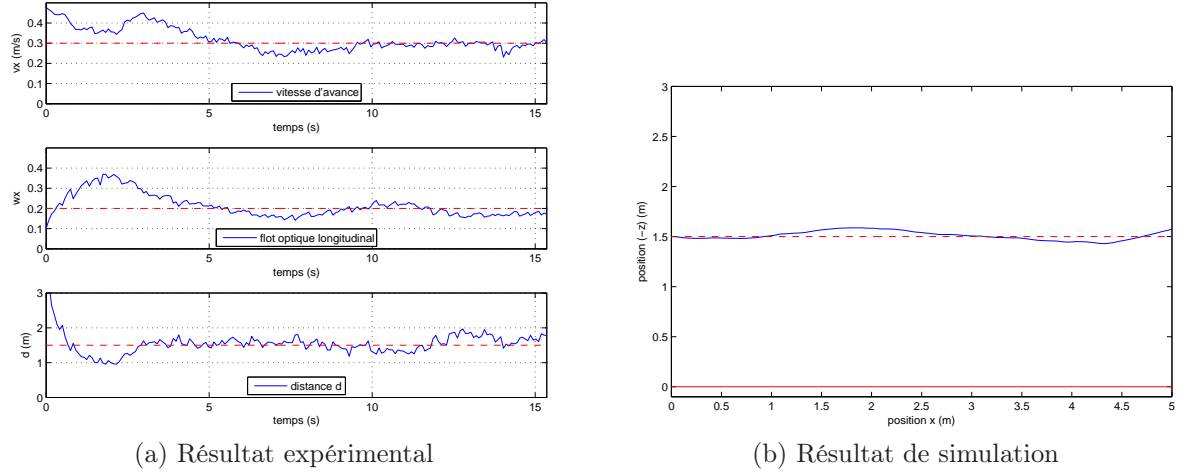 0.4
0.3
0.2
0.1
0
vx (m/s)
vitesse d'avance
0 5 10 15
temps (s)
0.4
0.3
0.2
0.1
0
wx
flot optique longitudinal
0 5 10 15
temps (s)
3
2
1
0
d (m)
distance d
0 5 10 15
temps (s)
(a) Résultat expérimental
3
2.5
2
1.5
1
0.5
0
position (−z) (m)
0 0.5 1 1.5 2 2.5 3 3.5 4 4.5 5
position x (m)
(b) Résultat de simulation